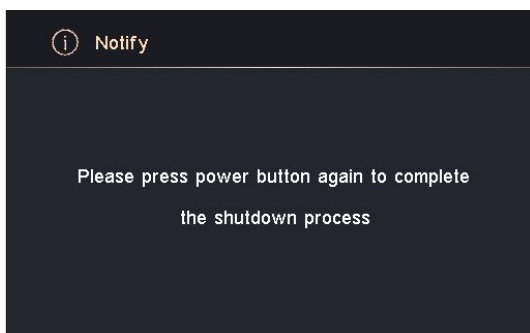 Notify
Please press power button again to complete
the shutdown process